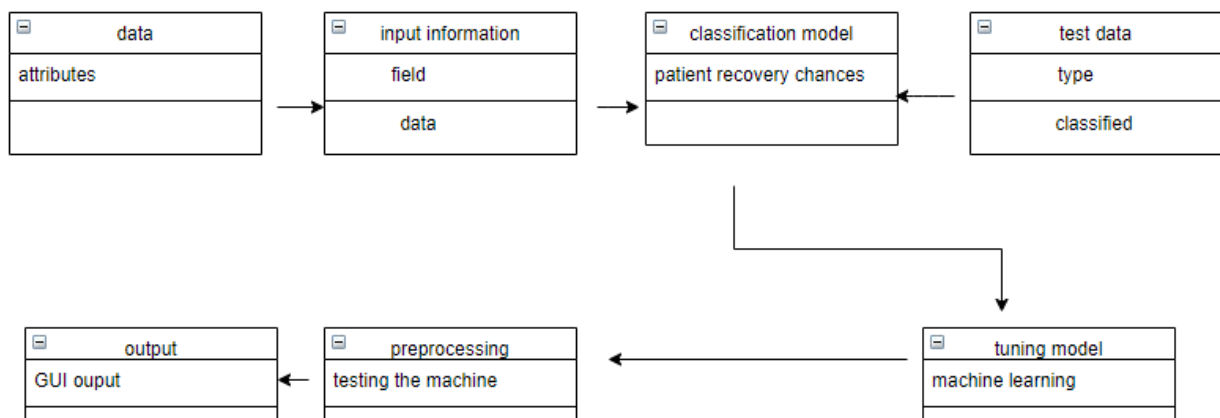 data
attributes
input information
field
data
classification model
patient recovery chances
test data
type
classified
output
GUI ouput
preprocessing
testing the machine
tuning model
machine learning